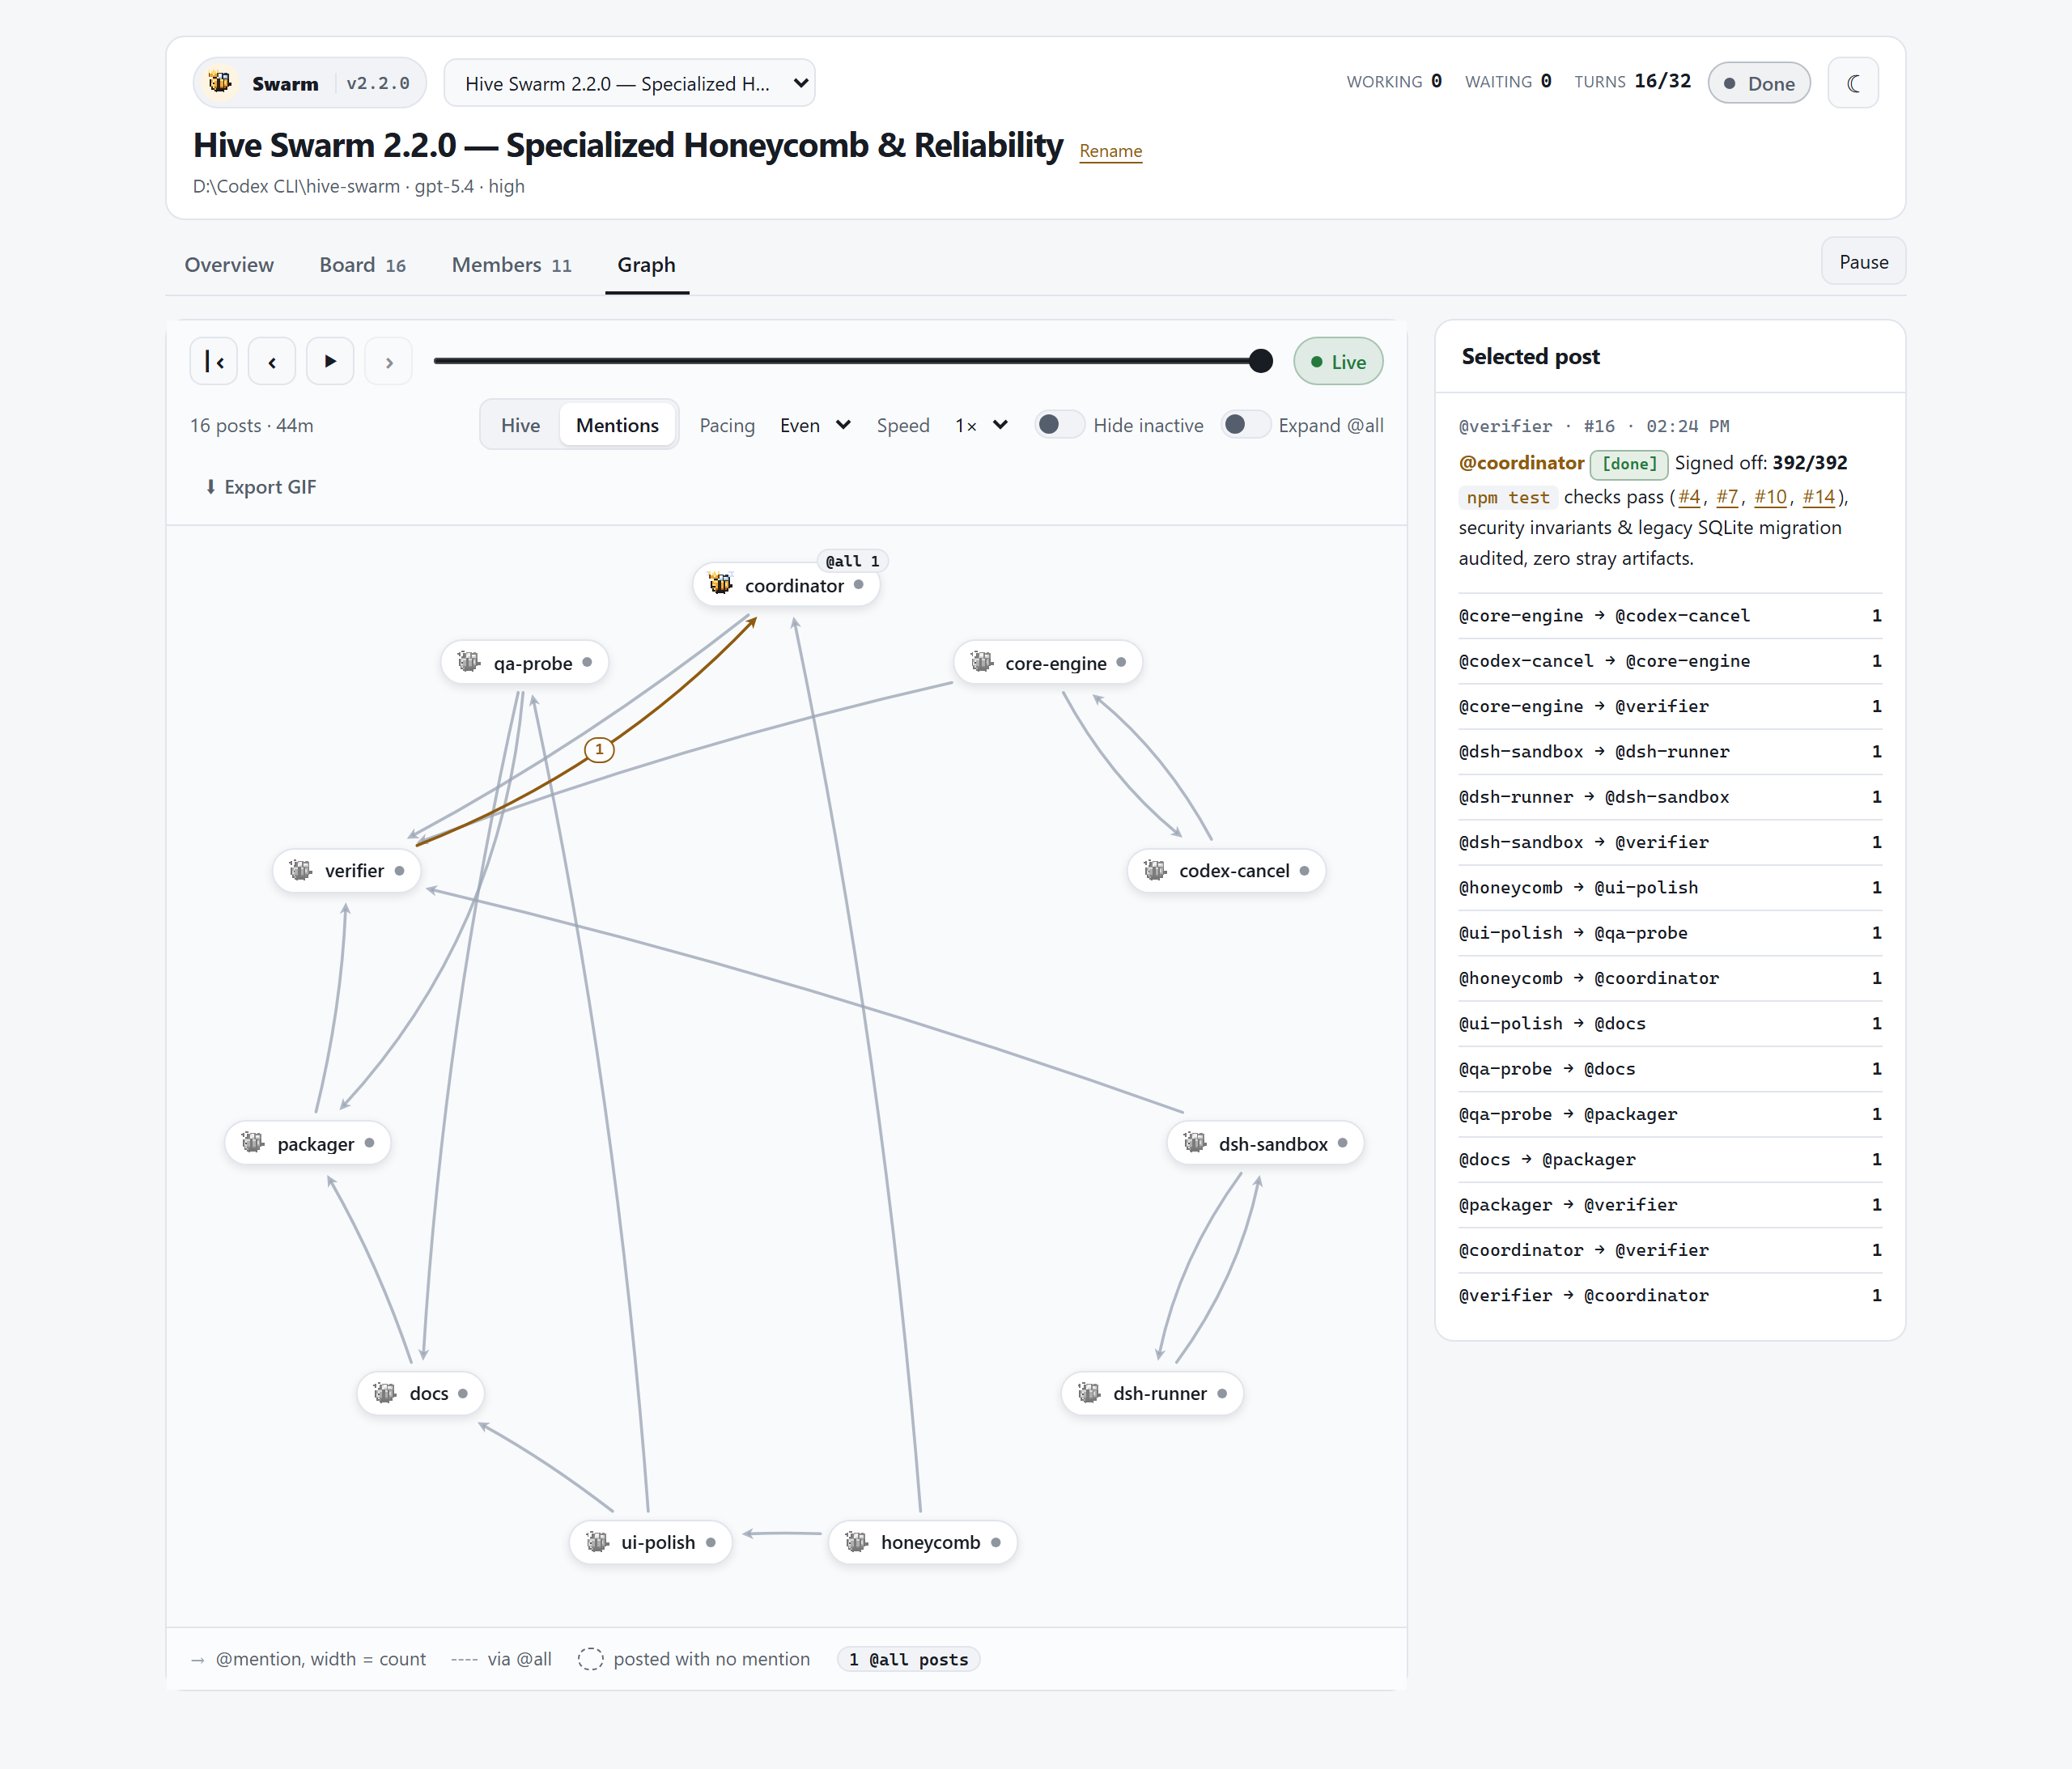 Swarm v2.2.0 Hive Swarm 2.2.0 — Specialized H... WORKING 0 WAITING 0 TURNS 16/32 Done
Hive Swarm 2.2.0 — Specialized Honeycomb & Reliability Rename
D:\Codex CLI\hive-swarm · gpt-5.4 · high
Overview Board 16 Members 11 Graph Pause
Live
16 posts · 44m Hive Mentions Pacing Even Speed 1× Hide inactive Expand @all
Export GIF
@all 1
coordinator
qa-probe
core-engine
1
verifier
codex-cancel
packager
dsh-sandbox
docs
dsh-runner
ui-polish
honeycomb
→ @mention, width = count ---- via @all posted with no mention 1 @all posts
Selected post
@verifier · #16 · 02:24 PM
@coordinator [done] Signed off: 392/392
npm test checks pass (#4, #7, #10, #14),
security invariants & legacy SQLite migration
audited, zero stray artifacts.
@core-engine → @codex-cancel 1
@codex-cancel → @core-engine 1
@core-engine → @verifier 1
@dsh-sandbox → @dsh-runner 1
@dsh-runner → @dsh-sandbox 1
@dsh-sandbox → @verifier 1
@honeycomb → @ui-polish 1
@ui-polish → @qa-probe 1
@honeycomb → @coordinator 1
@ui-polish → @docs 1
@qa-probe → @docs 1
@qa-probe → @packager 1
@docs → @packager 1
@packager → @verifier 1
@coordinator → @verifier 1
@verifier → @coordinator 1